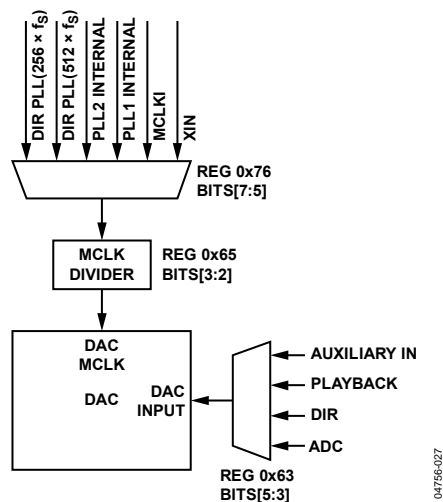 DIR PLL(256 × fS)
DIR PLL(512 × fS)
PLL2 INTERNAL
PLL1 INTERNAL
MCLKI
XIN
REG 0x76
BITS[7:5]
MCLK
DIVIDER
REG 0x65
BITS[3:2]
DAC
MCLK
DAC
DAC
INPUT
AUXILIARY IN
PLAYBACK
DIR
ADC
REG 0x63
BITS[5:3]
04756-027